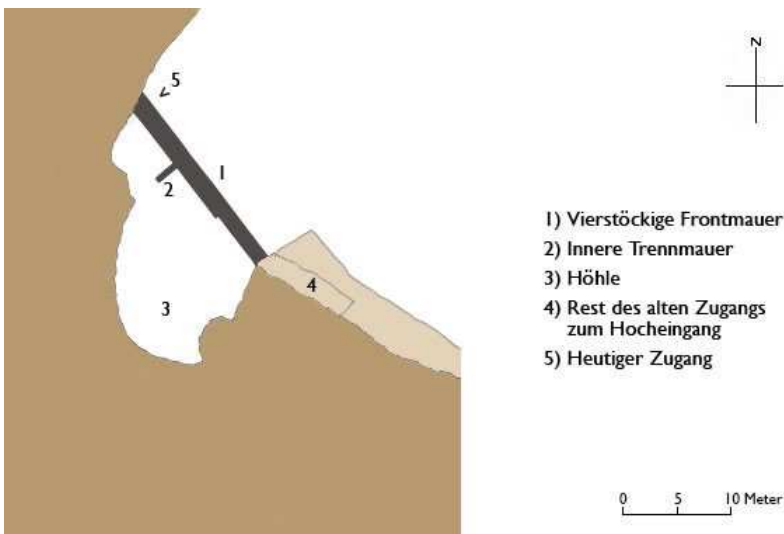 5
1
2
3
4
N
1) Vierstöckige Frontmauer
2) Innere Trennmauer
3) Höhle
4) Rest des alten Zugangs
zum Hocheingang
5) Heutiger Zugang
0 5 10 Meter